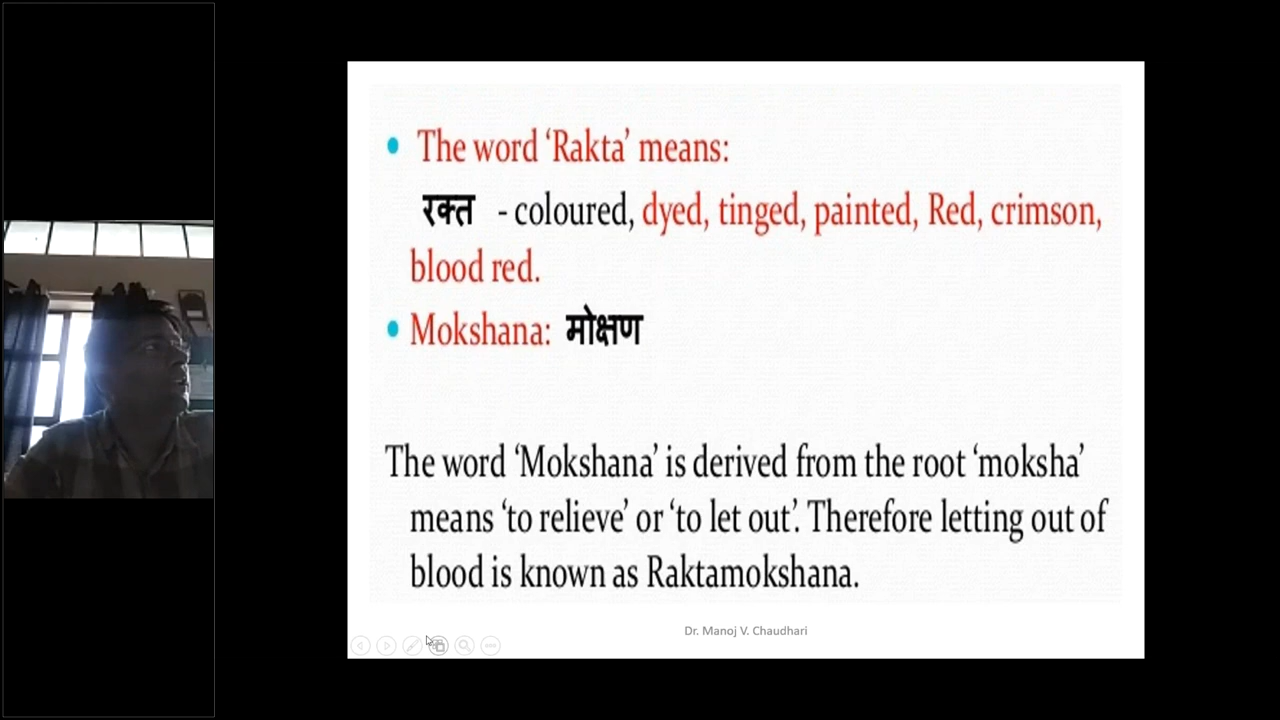 The word ‘Rakta’ means:
रक्त - coloured, dyed, tinged, painted, Red, crimson,
blood red.
Mokshana: मोक्षण
The word ‘Mokshana’ is derived from the root ‘moksha’
means ‘to relieve’ or ‘to let out’. Therefore letting out of
blood is known as Raktamokshana.
Dr. Manoj V. Chaudhari